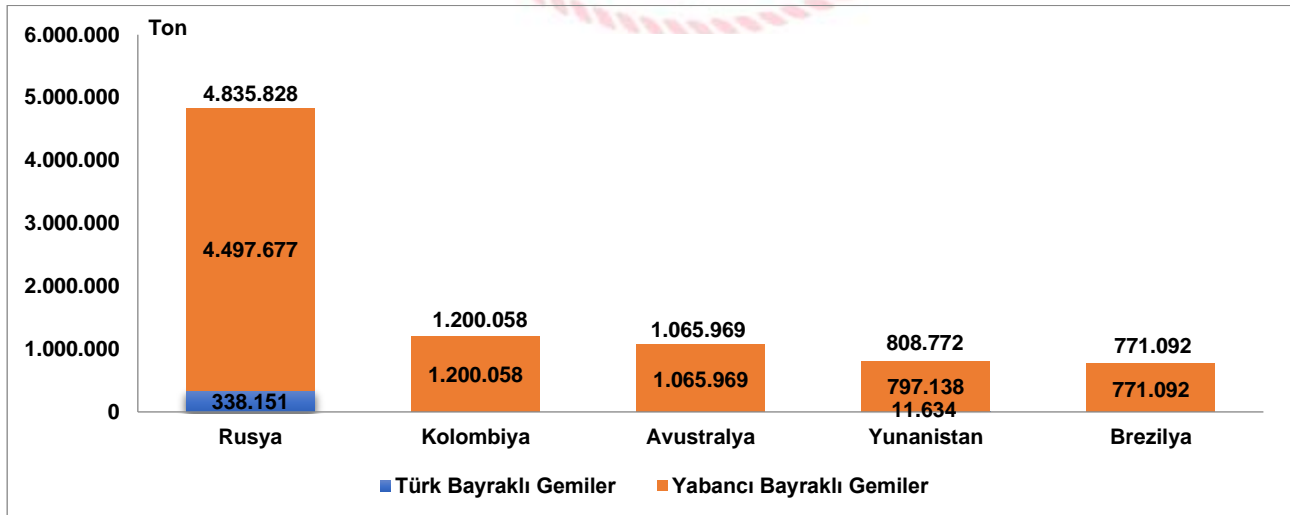 Ton
6.000.000
5.000.000
4.000.000
3.000.000
2.000.000
1.000.000
0
4.835.828
4.497.677
338.151
1.200.058
1.200.058
1.065.969
1.065.969
808.772
797.138
11.634
771.092
771.092
Rusya
Kolombiya
Avustralya
Yunanistan
Brezilya
Türk Bayraklı Gemiler
Yabancı Bayraklı Gemiler